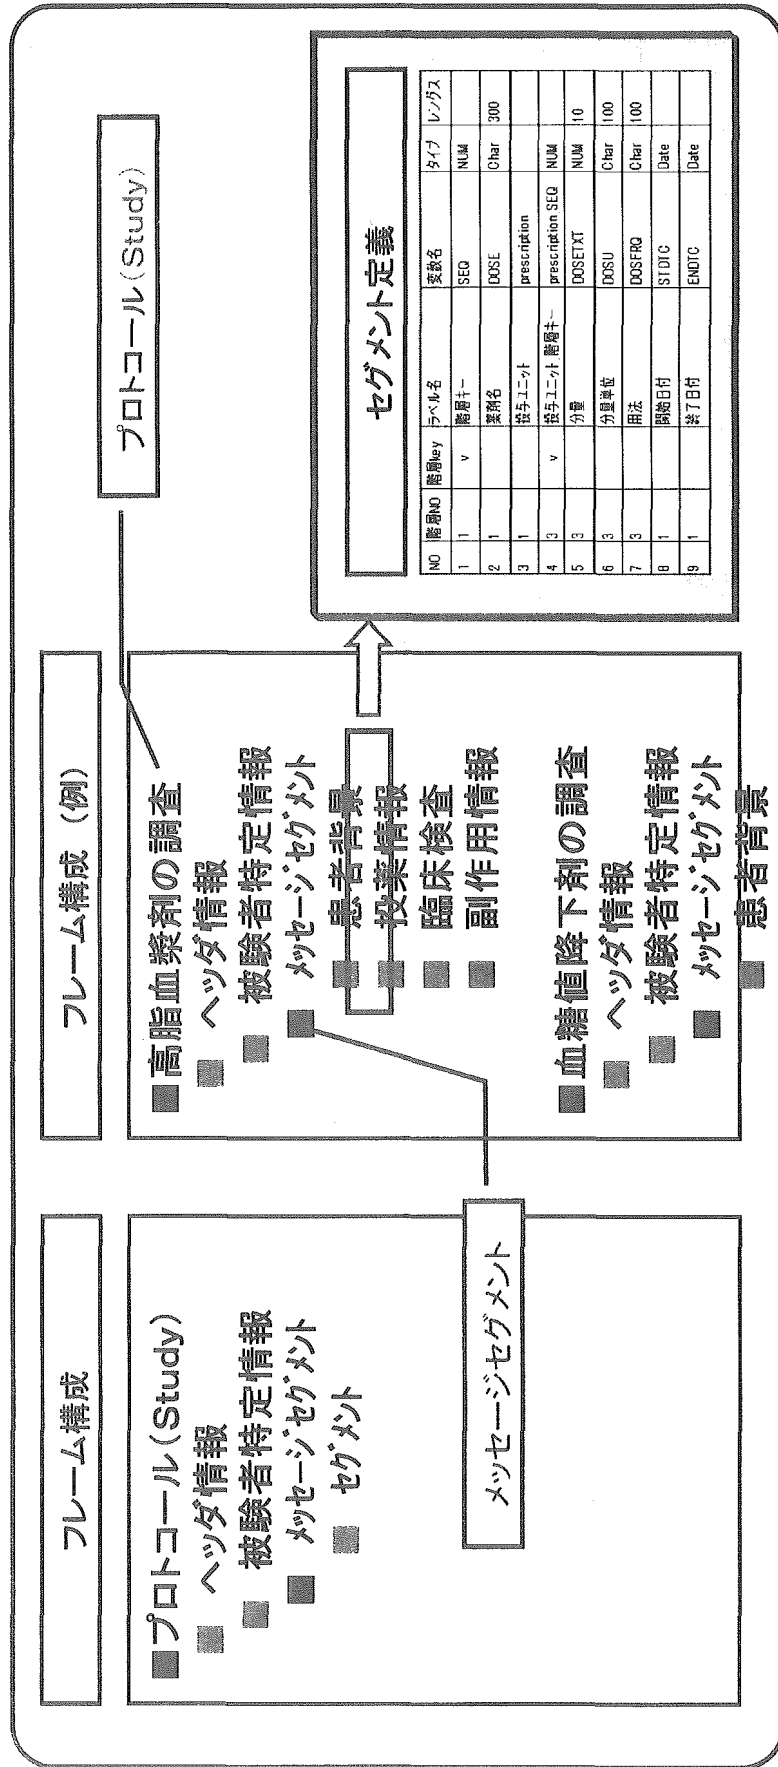 フレーム構成
■プロトコール(Study)
■ ヘッダ情報
■ 被験者特定情報
■ メッセージセグメント
■ セグメント
メッセージセグメント
フレーム構成 (例)
■高脂血漿剤の調査
■ ヘッダ情報
■ 被験者特定情報
■ メッセージセグメント
■ 患者背景
■ 投薬情報
■ 臨床検査
■ 副作用情報
■血糖値降下剤の調査
■ ヘッダ情報
■ 被験者特定情報
■ メッセージセグメント
■ 患者背景
プロトコール(Study)
セグメント定義
NO 階層NO 階層key ラベル名 変数名 タイプ レングス
1 1 v 階層キー SEQ NUM
2 1 薬剤名 DOSE Char 300
3 1 投与ユニット prescription
4 3 v 投与ユニット 階層キー prescription SEQ NUM
5 3 分量 DOSETXT NUM 10
6 3 分量単位 DOSU Char 100
7 3 用法 DOSFRQ Char 100
8 1 開始日付 STDTC Date
9 1 終了日付 ENDTC Date